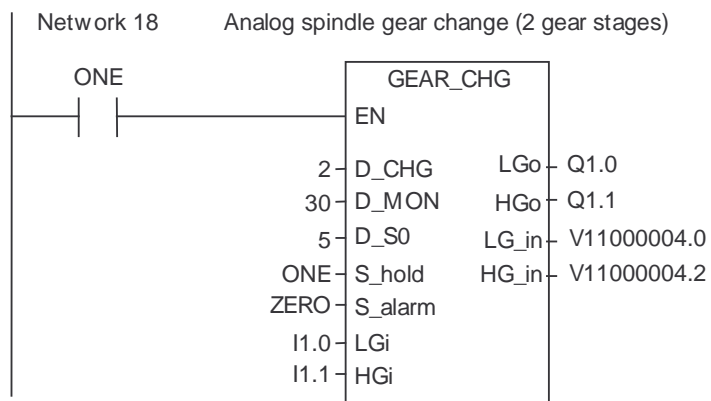 Network 18 Analog spindle gear change (2 gear stages)
ONE GEAR_CHG
EN
2 D_CHG LGo Q1.0
30 D_MON HGo Q1.1
5 D_S0 LG_in V11000004.0
ONE S_hold HG_in V11000004.2
ZERO S_alarm
I1.0 LGi
I1.1 HGi